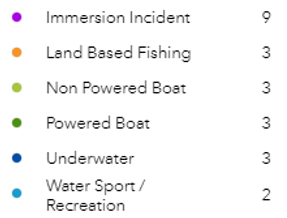 Immersion Incident 9
Land Based Fishing 3
Non Powered Boat 3
Powered Boat 3
Underwater 3
Water Sport / 2
Recreation